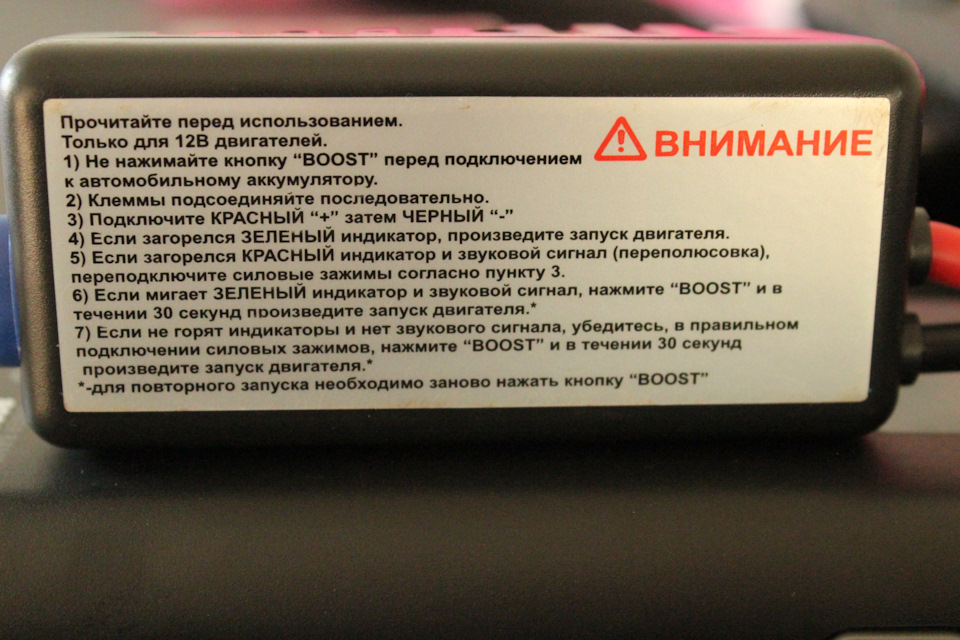 Прочитайте перед использованием.
Только для 12В двигателей.
ВНИМАНИЕ
1) Не нажимайте кнопку “BOOST” перед подключением
к автомобильному аккумулятору.
2) Клеммы подсоединяйте последовательно.
3) Подключите КРАСНЫЙ “+” затем ЧЕРНЫЙ “-”
4) Если загорелся ЗЕЛЕНЫЙ индикатор, произведите запуск двигателя.
5) Если загорелся КРАСНЫЙ индикатор и звуковой сигнал (переполюсовка),
переподключите силовые зажимы согласно пункту 3.
6) Если мигает ЗЕЛЕНЫЙ индикатор и звуковой сигнал, нажмите “BOOST” и в
течении 30 секунд произведите запуск двигателя.*
7) Если не горят индикаторы и нет звукового сигнала, убедитесь, в правильном
подключении силовых зажимов, нажмите “BOOST” и в течении 30 секунд
произведите запуск двигателя.*
*-для повторного запуска необходимо заново нажать кнопку “BOOST”